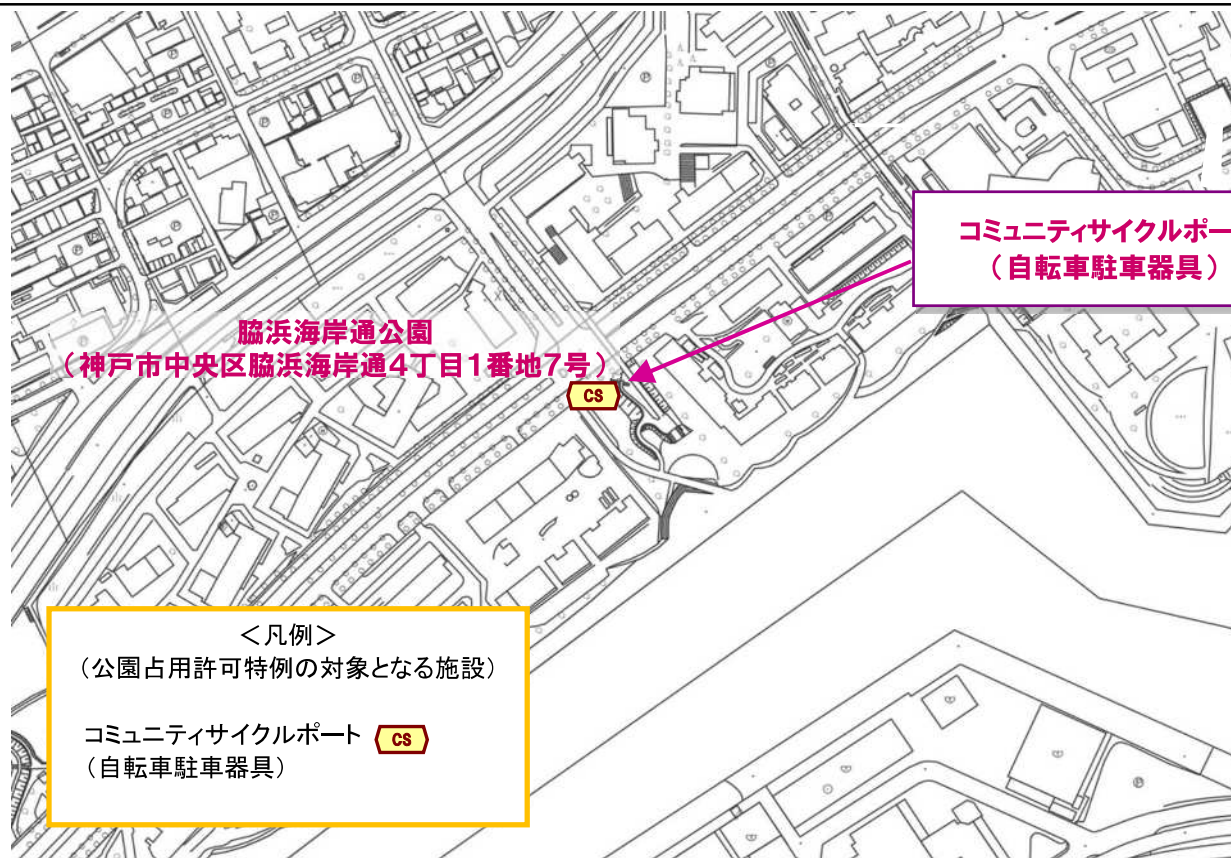 コミュニティサイクルポー
（自転車駐車器具）
脇浜海岸通公園
（神戸市中央区脇浜海岸通４丁目１番地７号）
CS
＜凡例＞
（公園占用許可特例の対象となる施設）
コミュニティサイクルポート CS
（自転車駐車器具）